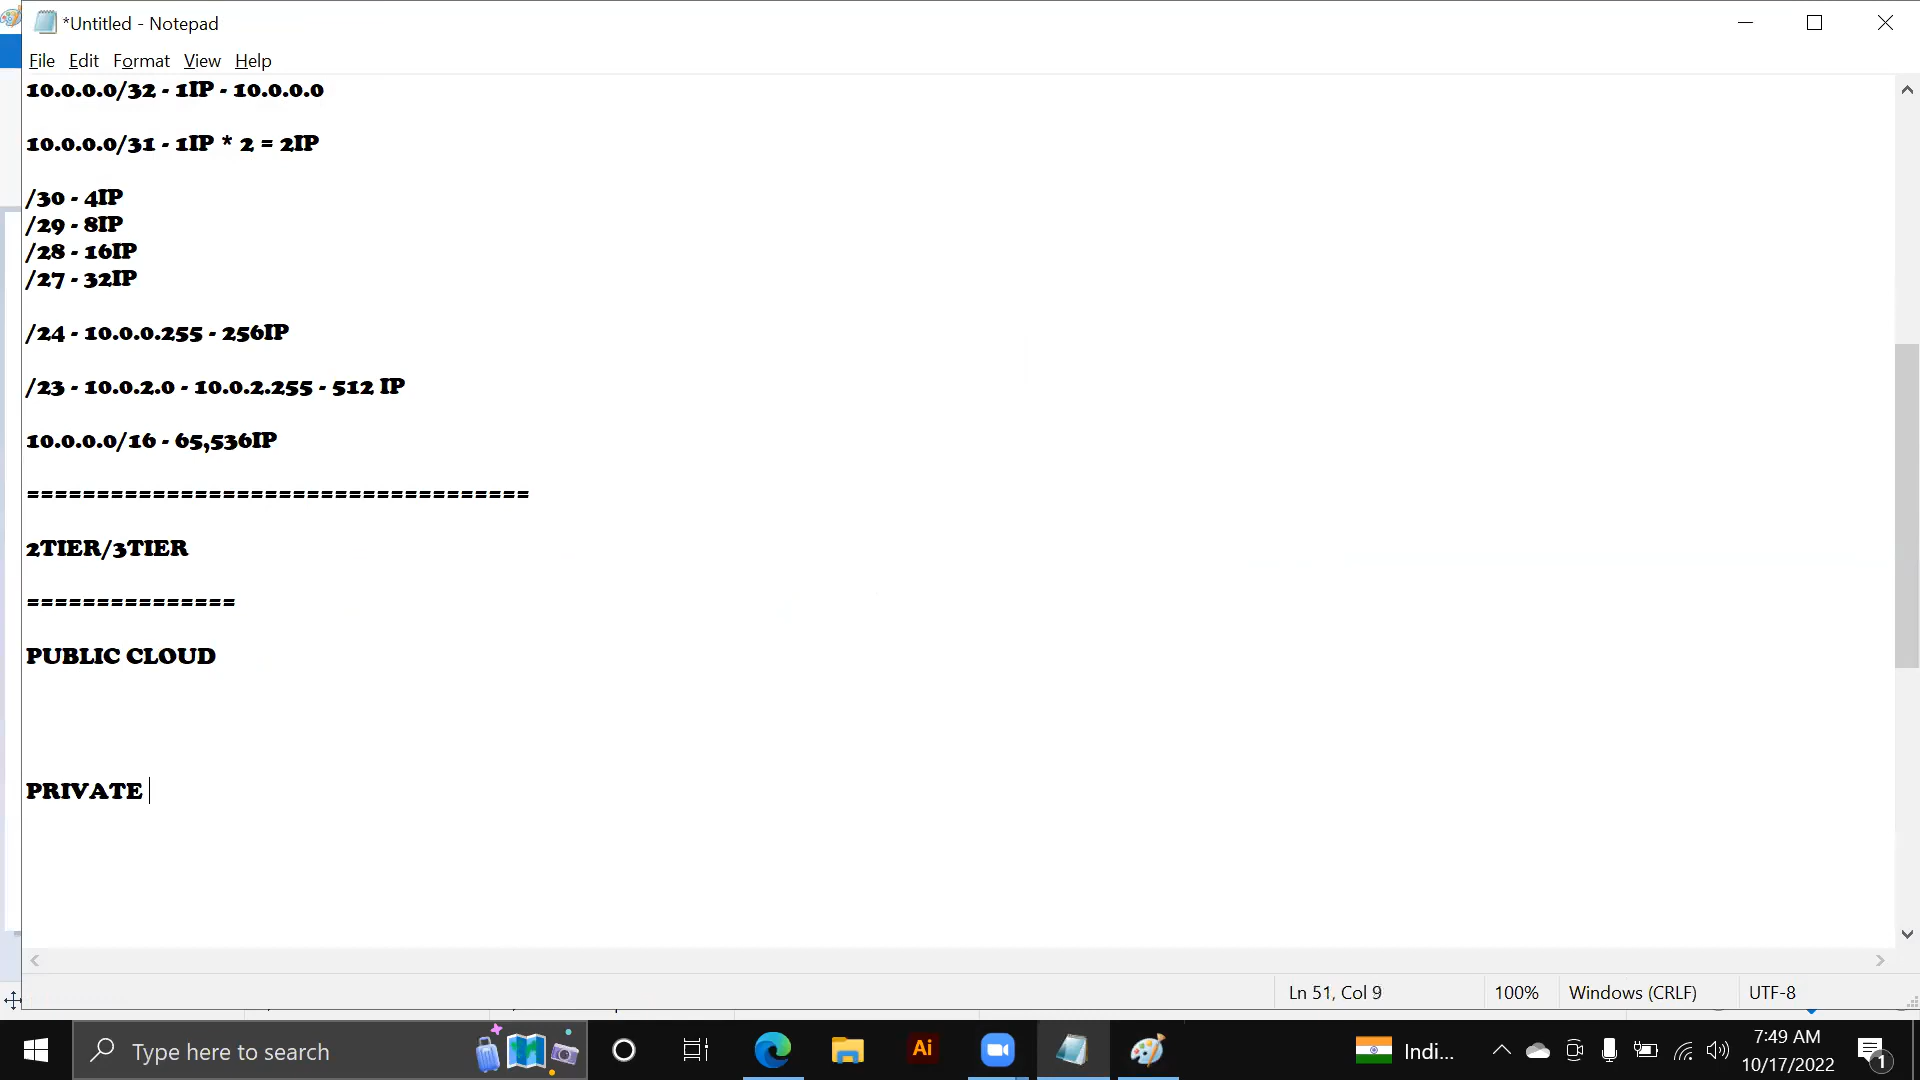 *Untitled - Notepad
File Edit Format View Help
10.0.0.0/32 - 1IP - 10.0.0.0
10.0.0.0/31 - 1IP * 2 = 2IP
/30 - 4IP
/29 - 8IP
/28 - 16IP
/27 - 32IP
/24 - 10.0.0.255 - 256IP
/23 - 10.0.2.0 - 10.0.2.255 - 512 IP
10.0.0.0/16 - 65,536IP
====================================
2TIER/3TIER
===============
PUBLIC CLOUD
PRIVATE
Ln 51, Col 9 100% Windows (CRLF) UTF-8
Type here to search Ai Indi... 7:49 AM
10/17/2022 1